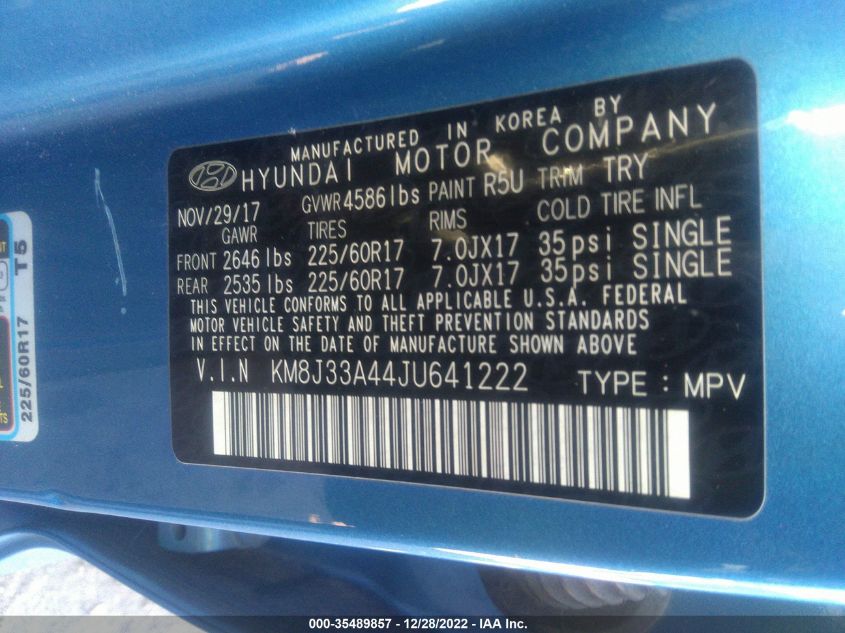 MANUFACTURED IN KOREA BY
HYUNDAI MOTOR COMPANY
NOV/29/17 GVWR 4586 lbs PAINT R5U TRIM TRY
GAWR TIRES RIMS COLD TIRE INFL
FRONT 2646 lbs 225/60R17 7.0JX17 35psi SINGLE
REAR 2535 lbs 225/60R17 7.0JX17 35psi SINGLE
THIS VEHICLE CONFORMS TO ALL APPLICABLE U.S.A. FEDERAL
MOTOR VEHICLE SAFETY AND THEFT PREVENTION STANDARDS
IN EFFECT ON THE DATE OF MANUFACTURE SHOWN ABOVE
V.I.N KM8J33A44JU641222 TYPE : MPV
225/60R17 T5
000-35489857 - 12/28/2022 - IAA Inc.